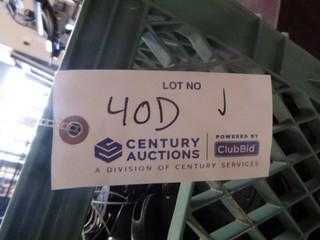 LOT NO
40D J
CENTURY AUCTIONS
POWERED BY
ClubBid
A DIVISION OF CENTURY SERVICES